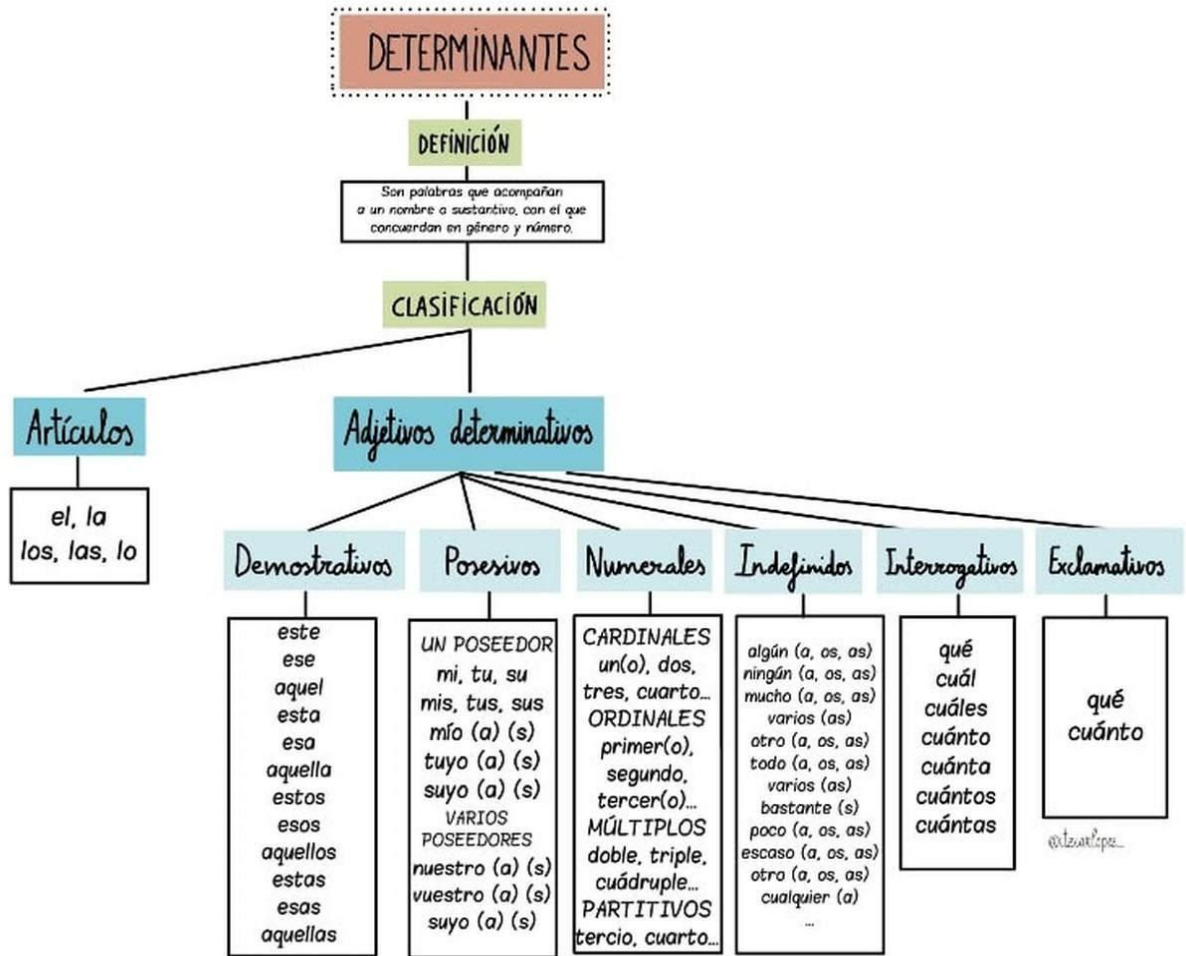 DETERMINANTES
DEFINICIÓN
Son palabras que acompañan
a un nombre o sustantivo, con el que
concuerdan en género y número.
CLASIFICACIÓN
Artículos
el, la
los, las, lo
Adjetivos determinativos
Demostrativos
este
ese
aquel
esta
esa
aquella
estos
esos
aquellos
estas
esas
aquellas
Posesivos
UN POSEEDOR
mi, tu, su
mis, tus, sus
mío (a) (s)
tuyo (a) (s)
suyo (a) (s)
VARIOS
POSEEDORES
nuestro (a) (s)
vuestro (a) (s)
suyo (a) (s)
Numerales
CARDINALES
un(o), dos,
tres, cuarto...
ORDINALES
primer(o),
segundo,
tercer(o)...
MÚLTIPLOS
doble, triple,
cuádruple...
PARTITIVOS
tercio, cuarto...
Indefinidos
algún (a, os, as)
ningún (a, os, as)
mucho (a, os, as)
varios (as)
otro (a, os, as)
todo (a, os, as)
varios (as)
bastante (s)
poco (a, os, as)
escaso (a, os, as)
otro (a, os, as)
cualquier (a)
...
Interrogativos
qué
cuál
cuáles
cuánto
cuánta
cuántos
cuántas
Exclamativos
qué
cuánto